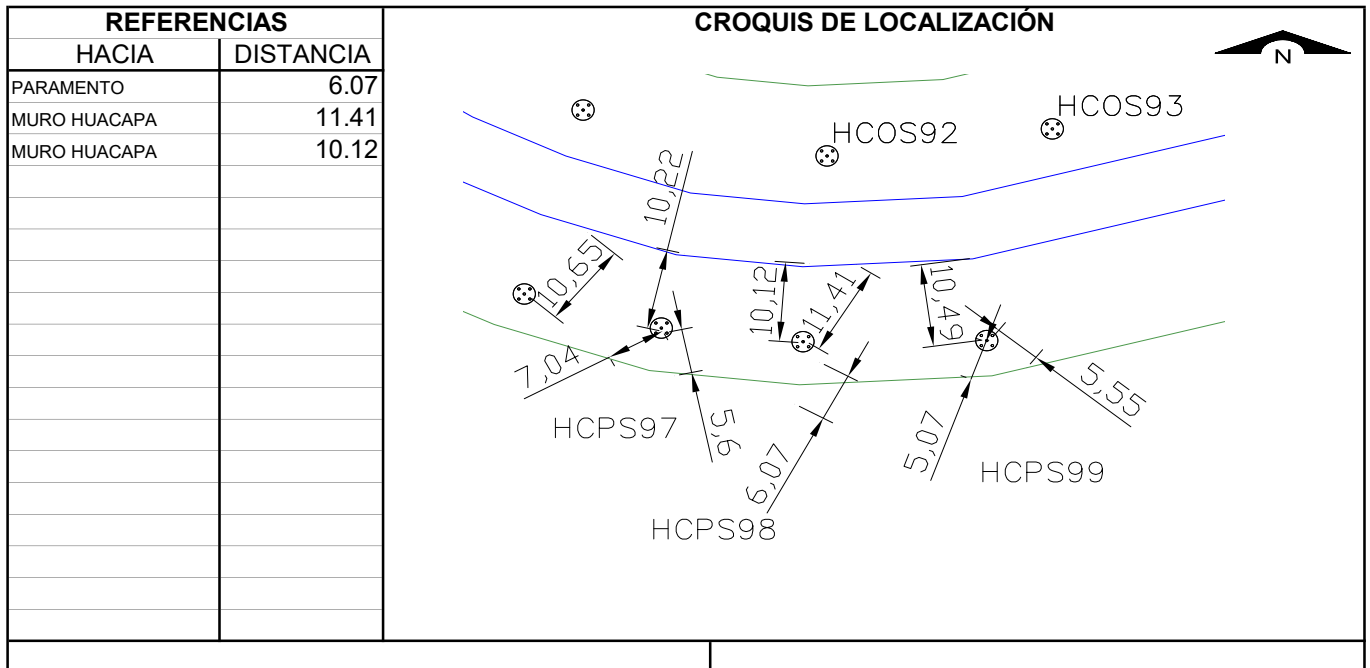 REFERENCIAS
HACIA DISTANCIA
PARAMENTO 6.07
MURO HUACAPA 11.41
MURO HUACAPA 10.12
CROQUIS DE LOCALIZACIÓN
N
HCOS93
HCOS92
10,22
10,65
10,12
11,41
10,49
7,04
5,6
6,07
5,07
5,55
HCPS97
HCPS99
HCPS98